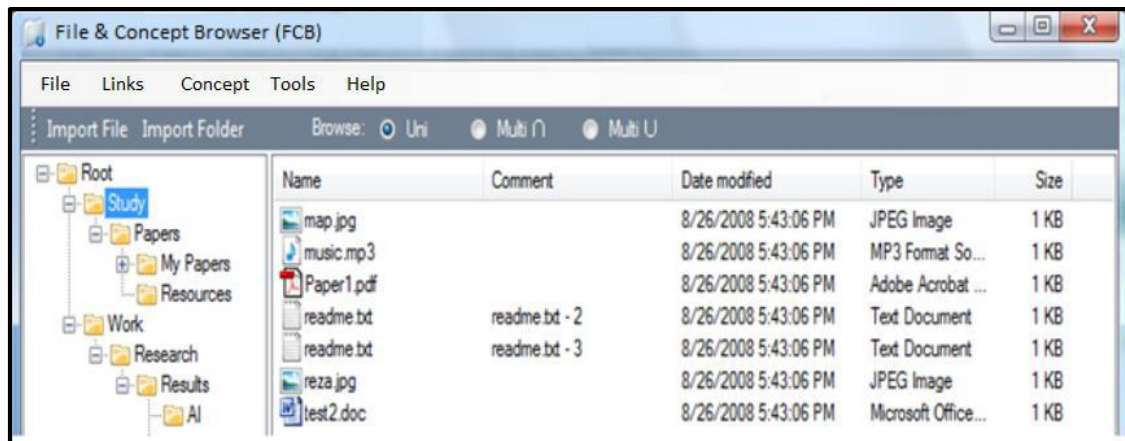 File & Concept Browser (FCB)
File Links Concept Tools Help
Import File Import Folder Browse: Uni Multi ∩ Multi U
Root
Study
Papers
My Papers
Resources
Work
Research
Results
AI
Name Comment Date modified Type Size
map.jpg 8/26/2008 5:43:06 PM JPEG Image 1 KB
music.mp3 8/26/2008 5:43:06 PM MP3 Format So... 1 KB
Paper1.pdf 8/26/2008 5:43:06 PM Adobe Acrobat ... 1 KB
readme.txt readme.txt - 2 8/26/2008 5:43:06 PM Text Document 1 KB
readme.txt readme.txt - 3 8/26/2008 5:43:06 PM Text Document 1 KB
reza.jpg 8/26/2008 5:43:06 PM JPEG Image 1 KB
test2.doc 8/26/2008 5:43:06 PM Microsoft Office... 1 KB